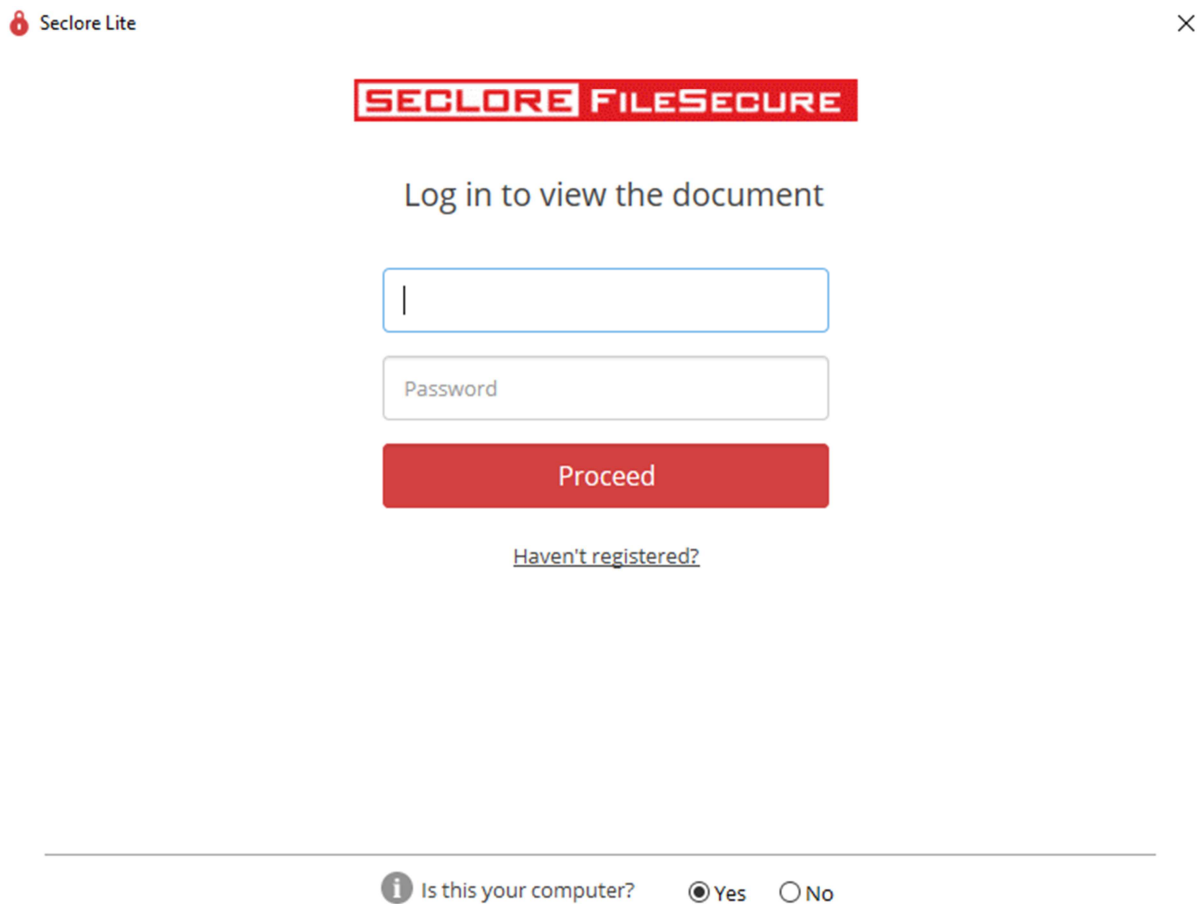 Seclore Lite
SECLORE FILESECURE
Log in to view the document
Password
Proceed
Haven't registered?
Is this your computer? Yes No